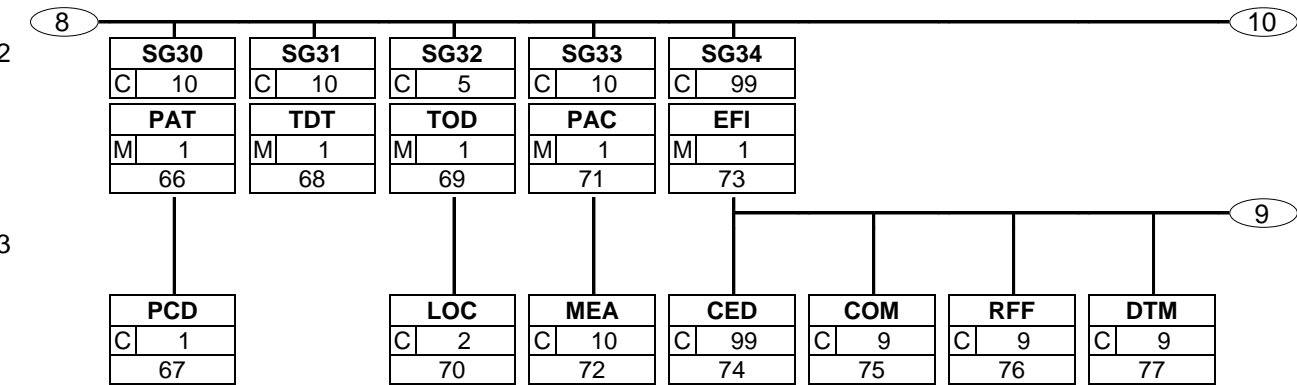 8 10
2 SG30 SG31 SG32 SG33 SG34
C 10 C 10 C 5 C 10 C 99
PAT TDT TOD PAC EFI
M 1 M 1 M 1 M 1 M 1
66 68 69 71 73
9
3
PCD LOC MEA CED COM RFF DTM
C 1 C 2 C 10 C 99 C 9 C 9 C 9
67 70 72 74 75 76 77